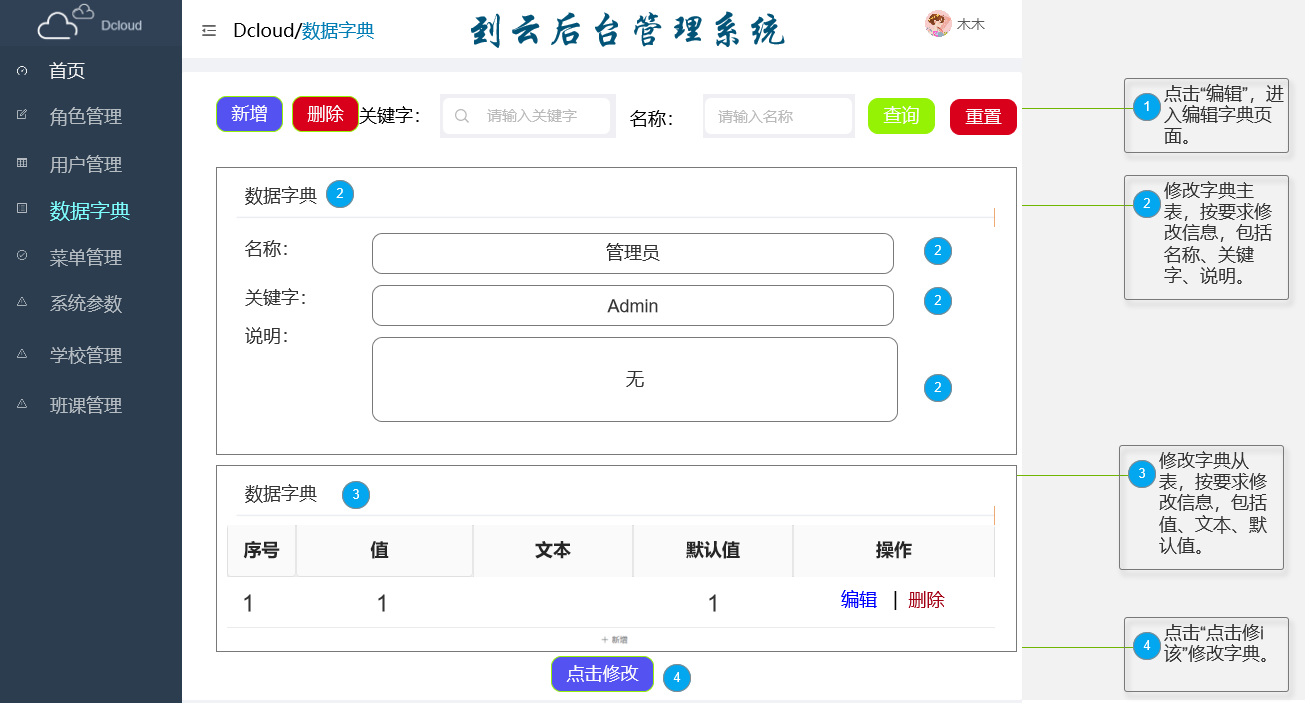 Dcloud
首页
角色管理
用户管理
数据字典
菜单管理
系统参数
学校管理
班课管理
Dcloud/数据字典
到云后台管理系统
木木
新增
删除
关键字：
请输入关键字
名称：
请输入名称
查询
重置
数据字典
2
名称：
管理员
2
关键字：
Admin
2
说明：
无
2
数据字典
3
序号 值 文本 默认值 操作
1 1 1 编辑 | 删除
+ 新增
点击修改
4
1
点击“编辑”，进
入编辑字典页
面。
2
修改字典主
表，按要求修
改信息，包括
名称、关键
字、说明。
3
修改字典从
表，按要求修
改信息，包括
值、文本、默
认值。
4
点击“点击修i
该”修改字典。